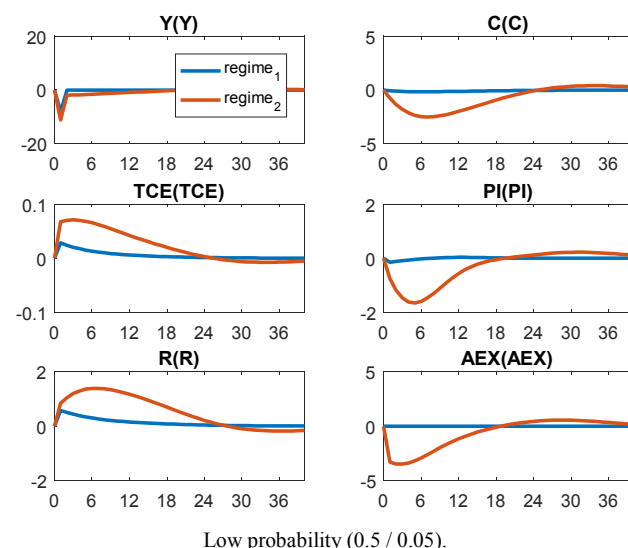 Y(Y)
20
0
-20
0 6 12 18 24 30 36
regime1
regime2
C(C)
5
0
-5
0 6 12 18 24 30 36
TCE(TCE)
0.1
0
-0.1
0 6 12 18 24 30 36
PI(PI)
2
0
-2
0 6 12 18 24 30 36
R(R)
2
0
-2
0 6 12 18 24 30 36
AEX(AEX)
5
0
-5
0 6 12 18 24 30 36
Low probability (0.5 / 0.05).